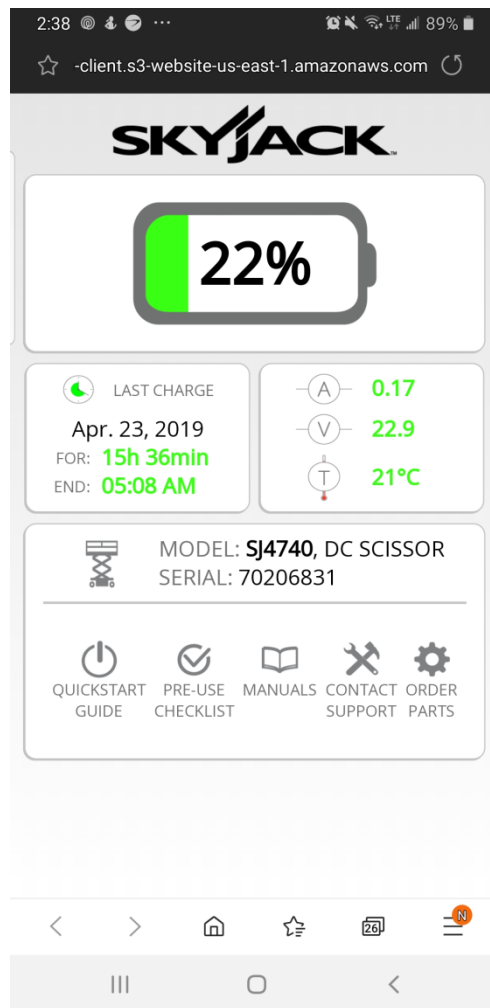 2:38 ··· LTE 89%
-client.s3-website-us-east-1.amazonaws.com
SKYJACK™
22%
LAST CHARGE
Apr. 23, 2019
FOR: 15h 36min
END: 05:08 AM
A 0.17
V 22.9
T 21°C
MODEL: SJ4740, DC SCISSOR
SERIAL: 70206831
QUICKSTART GUIDE
PRE-USE CHECKLIST
MANUALS
CONTACT SUPPORT
ORDER PARTS
26
N